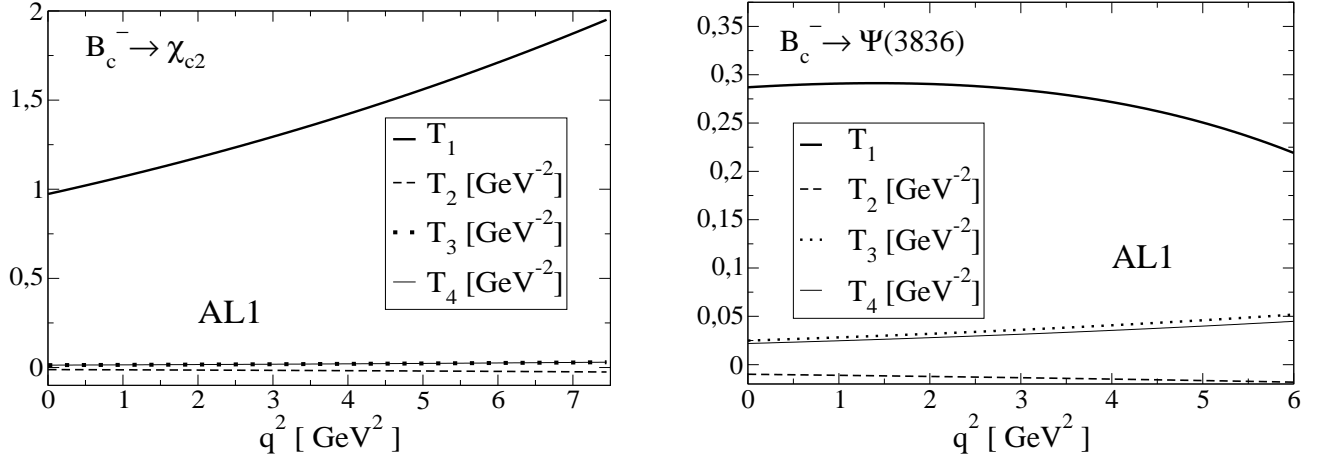 2
B_c^- → χ_c2
1,5
T_1
T_2 [GeV^-2]
T_3 [GeV^-2]
T_4 [GeV^-2]
1
0,5
AL1
0
0 1 2 3 4 5 6 7
q^2 [ GeV^2 ]
0,35
B_c^- → Ψ(3836)
0,3
0,25
0,2
0,15
0,1
0,05
0
T_1
T_2 [GeV^-2]
T_3 [GeV^-2]
T_4 [GeV^-2]
AL1
0 1 2 3 4 5 6
q^2 [ GeV^2 ]